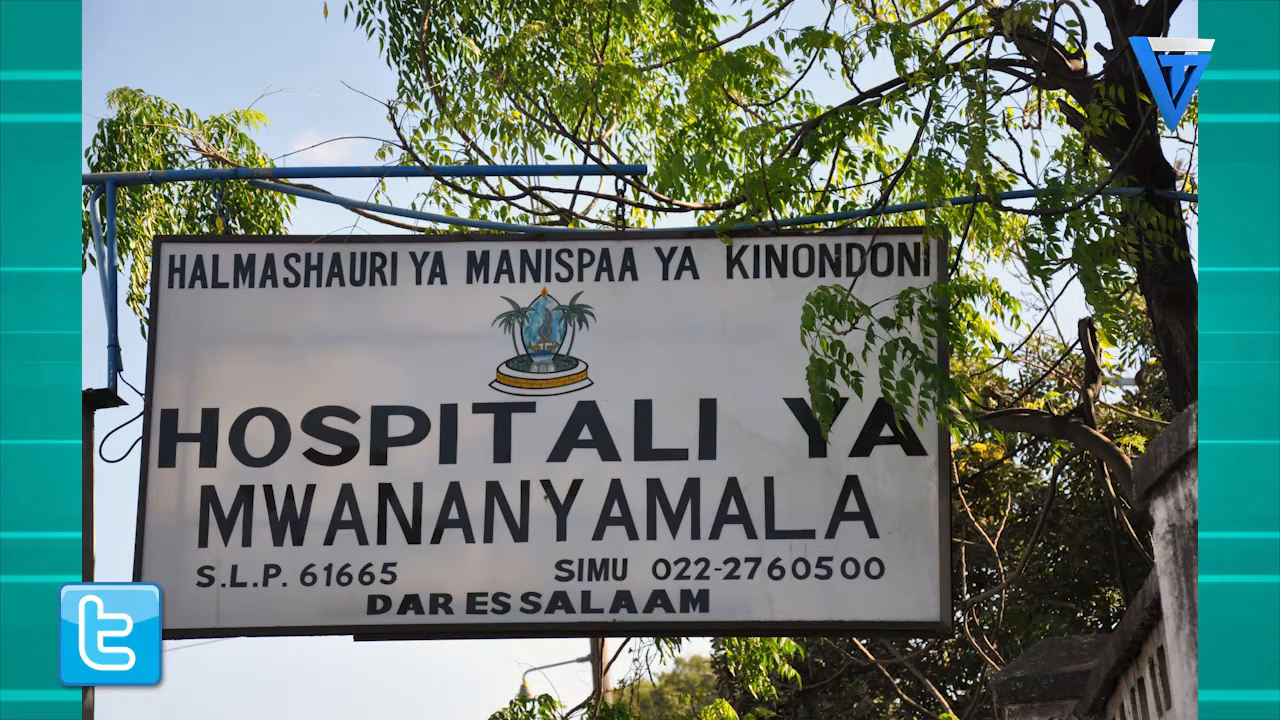 HALMASHAURI YA MANISPAA YA KINONDONI
HOSPITALI YA
MWANANYAMALA
S.L.P. 61665 SIMU 022-2760500
DAR ES SALAAM